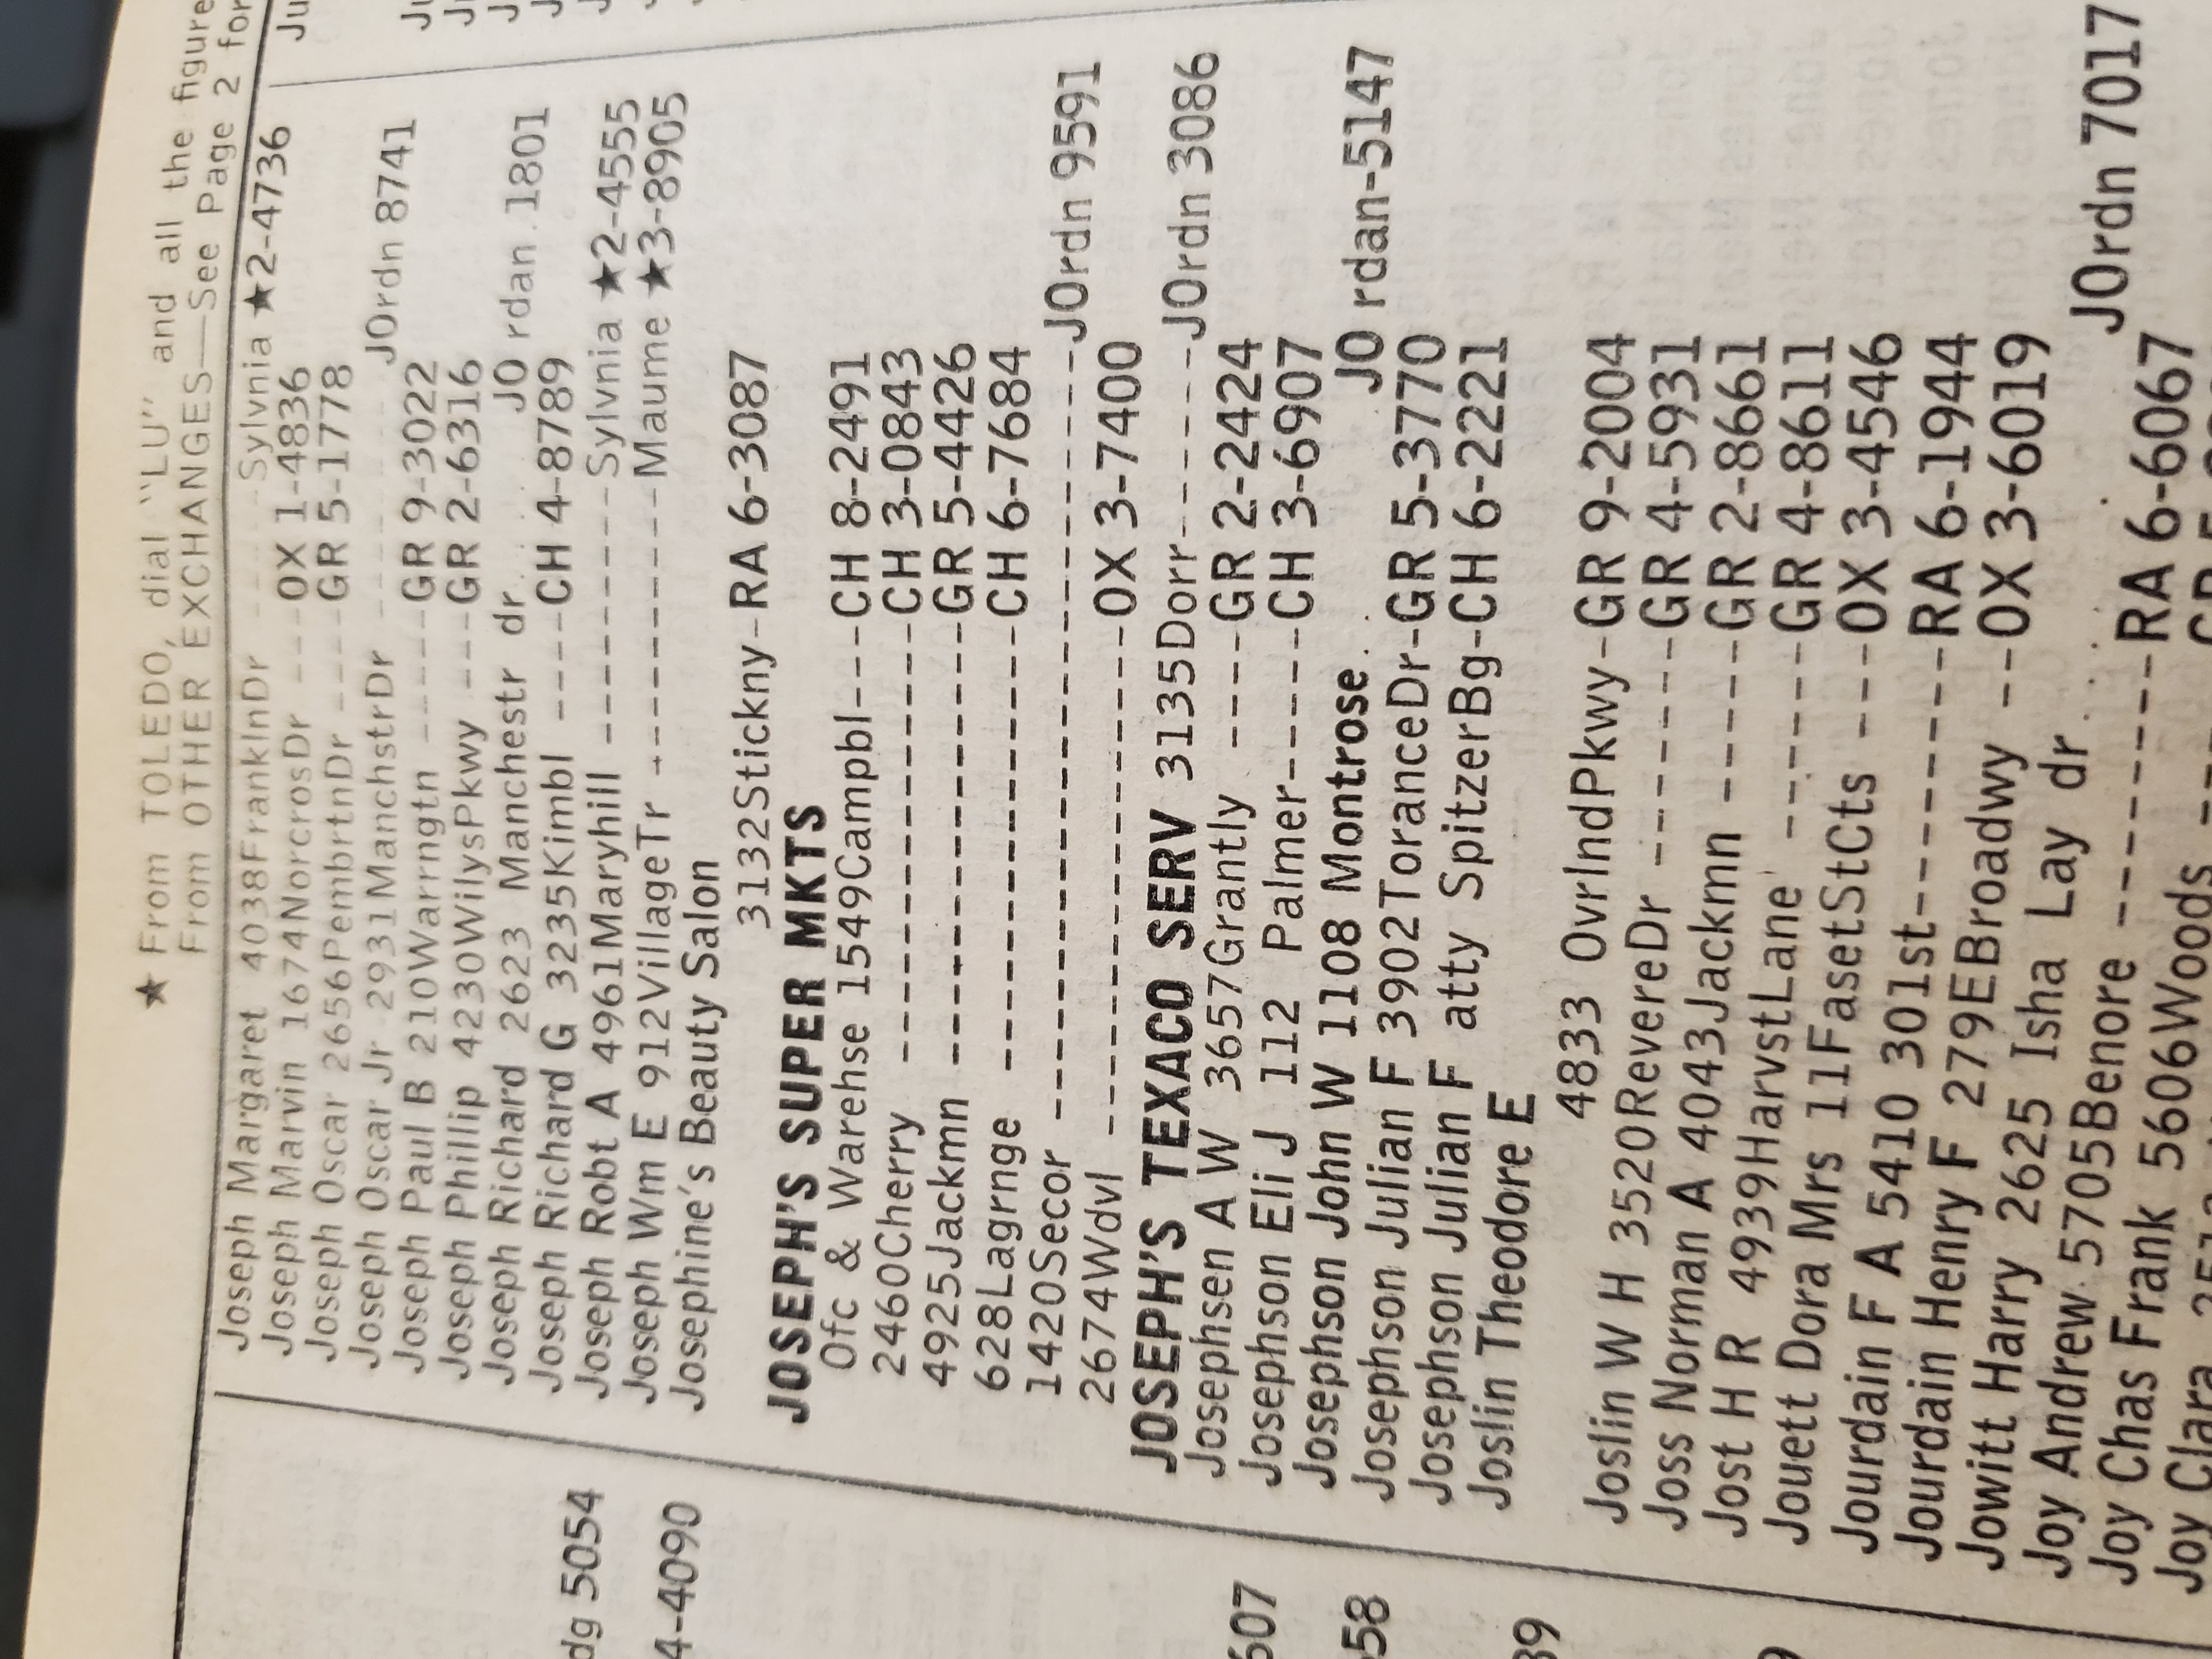 ★ From TOLEDO, dial "LU" and all the figure
From OTHER EXCHANGES—See Page 2 for
Joseph Margaret 4038FranklnDr ----Sylvnia ★2-4736
Joseph Marvin 1674NorcrosDr ---OX 1-4836
Joseph Oscar 2656PembrtnDr ----GR 5-1778
Joseph Oscar Jr 2931ManchstrDr ----JOrdn 8741
Joseph Paul B 210Warrngtn -----GR 9-3022
Joseph Phillip 4230WilysPkwy ---GR 2-6316
Joseph Richard 2623 Manchestr dr. JO rdan 1801
Joseph Richard G 3235Kimbl ----CH 4-8789
Joseph Robt A 4961Maryhill ----------Sylvnia ★2-4555
Joseph Wm E 912VillageTr -----------Maume ★3-8905
Josephine's Beauty Salon
3132Stickny-RA 6-3087
JOSEPH'S SUPER MKTS
Ofc & Warehse 1549Campbl---CH 8-2491
2460Cherry ----------------CH 3-0843
4925Jackmn ----------------GR 5-4426
628Lagrnge ----------------CH 6-7684
1420Secor ---------------------------JOrdn 9591
2674Wdvl -----------------OX 3-7400
JOSEPH'S TEXACO SERV 3135Dorr-------JOrdn 3086
Josephsen A W 3657Grantly -----GR 2-2424
Josephson Eli J 112 Palmer-----CH 3-6907
Josephson John W 1108 Montrose . . JO rdan-5147
Josephson Julian F 3902ToranceDr-GR 5-3770
Josephson Julian F atty SpitzerBg-CH 6-2221
Joslin Theodore E
4833 OvrlndPkwy-GR 9-2004
Joslin W H 3520RevereDr -------GR 4-5931
Joss Norman A 4043Jackmn -----GR 2-8661
Jost H R 4939HarvstLane ------GR 4-8611
Jouett Dora Mrs 11FasetStCts ---OX 3-4546
Jourdain F A 5410 301st--------RA 6-1944
Jourdain Henry F 279EBroadwy --OX 3-6019
Jowitt Harry 2625 Isha Lay dr . . . JOrdn 7017
Joy Andrew 5705Benore --------RA 6-6067
Joy Chas Frank 5606Woods
Joy Clara
dg 5054
4-4090
607
58
39